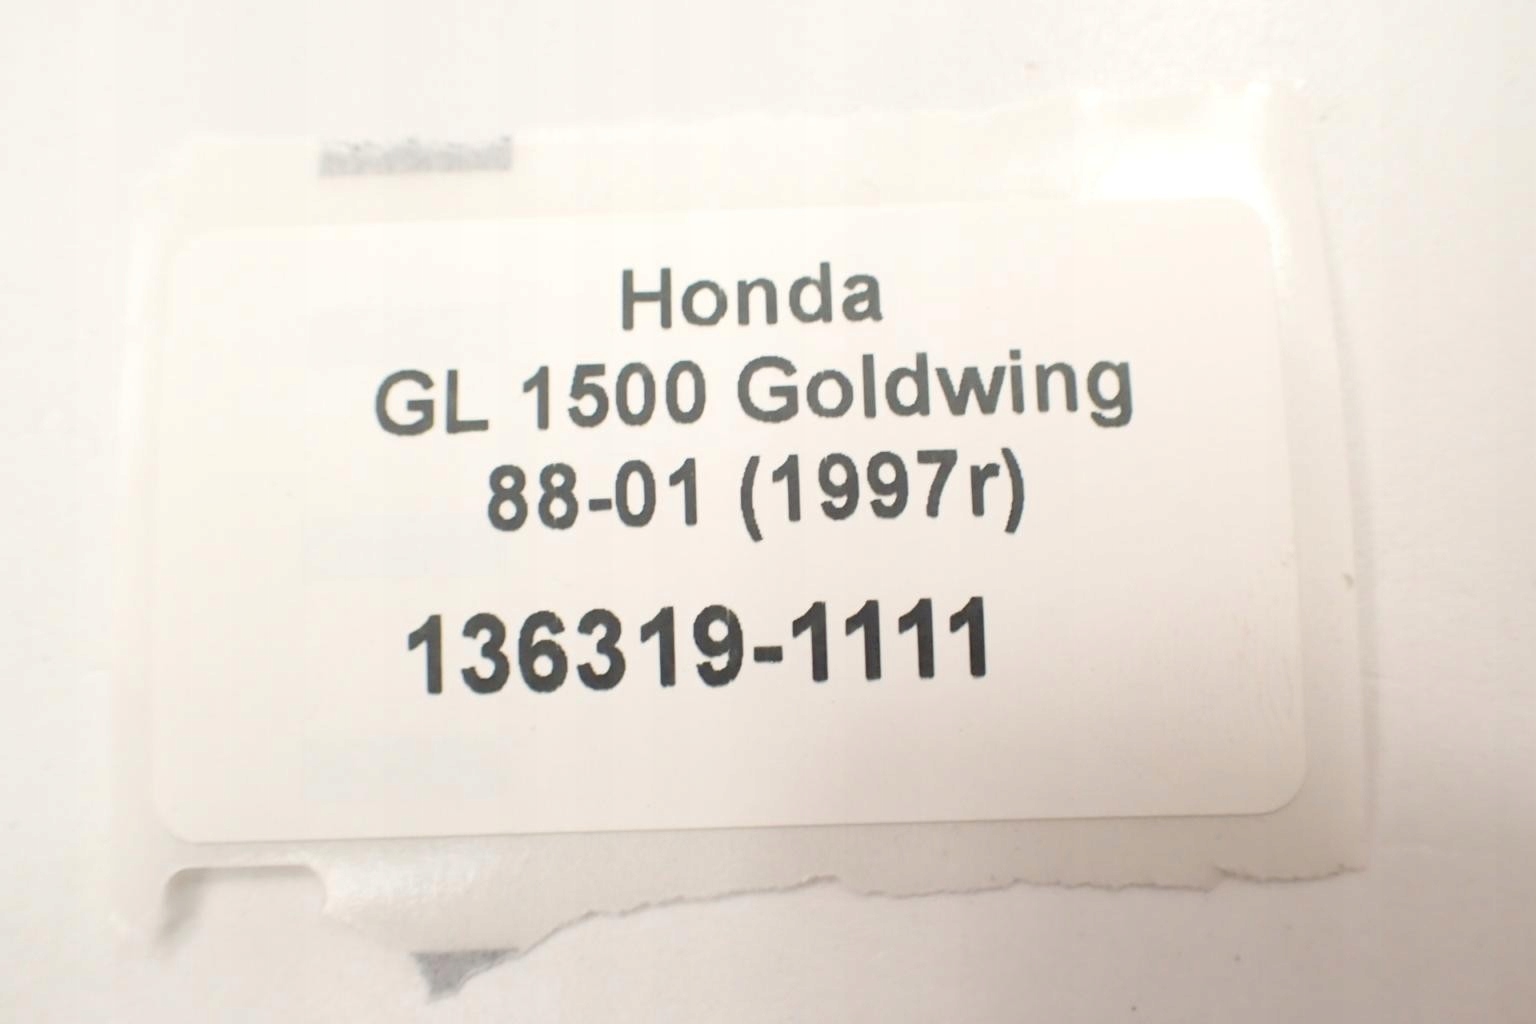 Honda
GL 1500 Goldwing
88-01 (1997r)
136319-1111